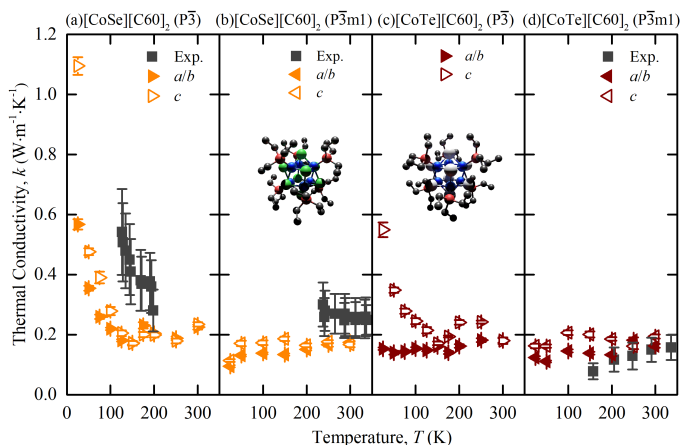 (a)[CoSe][C60]₂ (P3̅) (b)[CoSe][C60]₂ (P3̅m1) (c)[CoTe][C60]₂ (P3̅) (d)[CoTe][C60]₂ (P3̅m1)
Exp. Exp. a/b Exp.
a/b a/b c a/b
c c c
Thermal Conductivity, k (W·m⁻¹·K⁻¹)
1.2
1.0
0.8
0.6
0.4
0.2
0.0
0 100 200 300 100 200 300 100 200 300 100 200 300
Temperature, T (K)